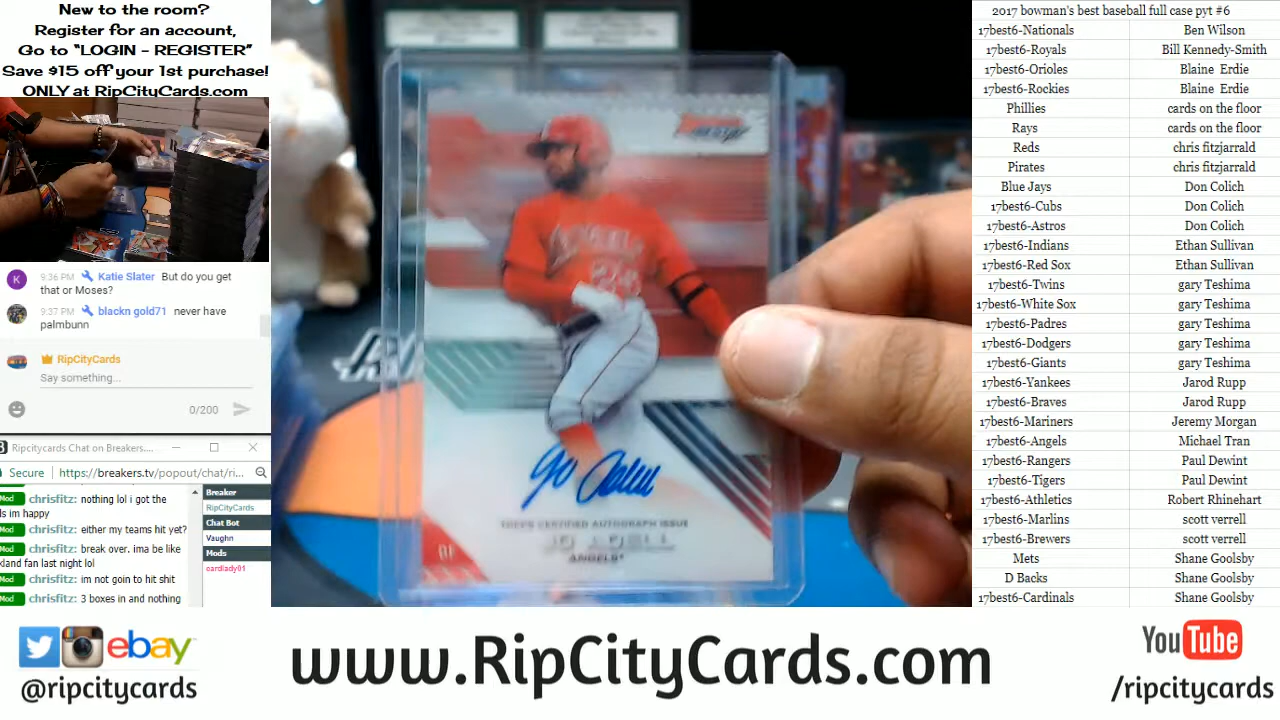 New to the room?
Register for an account,
Go to “LOGIN - REGISTER”
Save $15 off your 1st purchase!
ONLY at RipCityCards.com
9:36 PM Katie Slater But do you get
that or Moses?
9:37 PM blackn gold71 never have
palmbunn
RipCityCards
Say something...
0/200
Ripcitycards Chat on Breakers....
Secure https://breakers.tv/popout/chat/ri...
Mod chrisfitz: nothing lol i got the
ls im happy
Mod chrisfitz: either my teams hit yet?
Mod chrisfitz: break over. ima be like
kland fan last night lol
Mod chrisfitz: im not goin to hit shit
Mod chrisfitz: 3 boxes in and nothing
Breaker
RipCityCards
Chat Bot
Vaughn
Mods
cardlady01
ANGELS
TOPPS CERTIFIED AUTOGRAPH ISSUE
JO ADELL
ANGELS
OF
2017 bowman's best baseball full case pyt #6
17best6-Nationals Ben Wilson
17best6-Royals Bill Kennedy-Smith
17best6-Orioles Blaine Erdie
17best6-Rockies Blaine Erdie
Phillies cards on the floor
Rays cards on the floor
Reds chris fitzjarrald
Pirates chris fitzjarrald
Blue Jays Don Colich
17best6-Cubs Don Colich
17best6-Astros Don Colich
17best6-Indians Ethan Sullivan
17best6-Red Sox Ethan Sullivan
17best6-Twins gary Teshima
17best6-White Sox gary Teshima
17best6-Padres gary Teshima
17best6-Dodgers gary Teshima
17best6-Giants gary Teshima
17best6-Yankees Jarod Rupp
17best6-Braves Jarod Rupp
17best6-Mariners Jeremy Morgan
17best6-Angels Michael Tran
17best6-Rangers Paul Dewint
17best6-Tigers Paul Dewint
17best6-Athletics Robert Rhinehart
17best6-Marlins scott verrell
17best6-Brewers scott verrell
Mets Shane Goolsby
D Backs Shane Goolsby
17best6-Cardinals Shane Goolsby
ebay
@ripcitycards
www.RipCityCards.com
YouTube
/ripcitycards